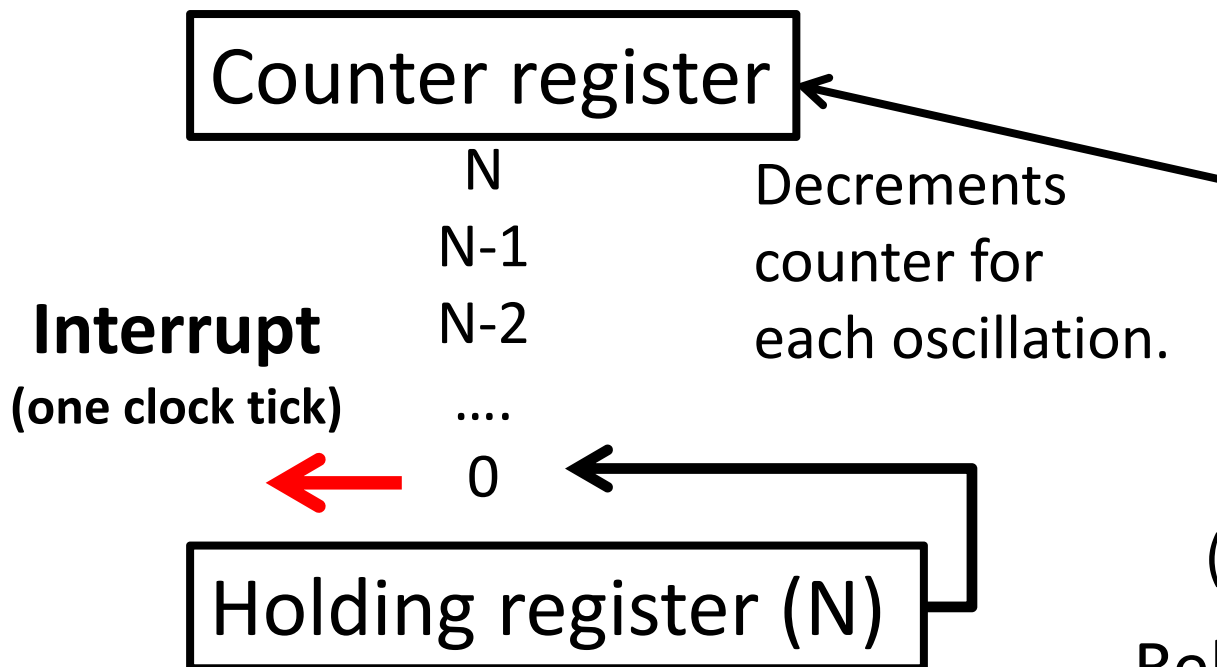 Counter register
N
N-1
N-2
....
0
Decrements
counter for
each oscillation.
Interrupt
(one clock tick)
Holding register (N)
(